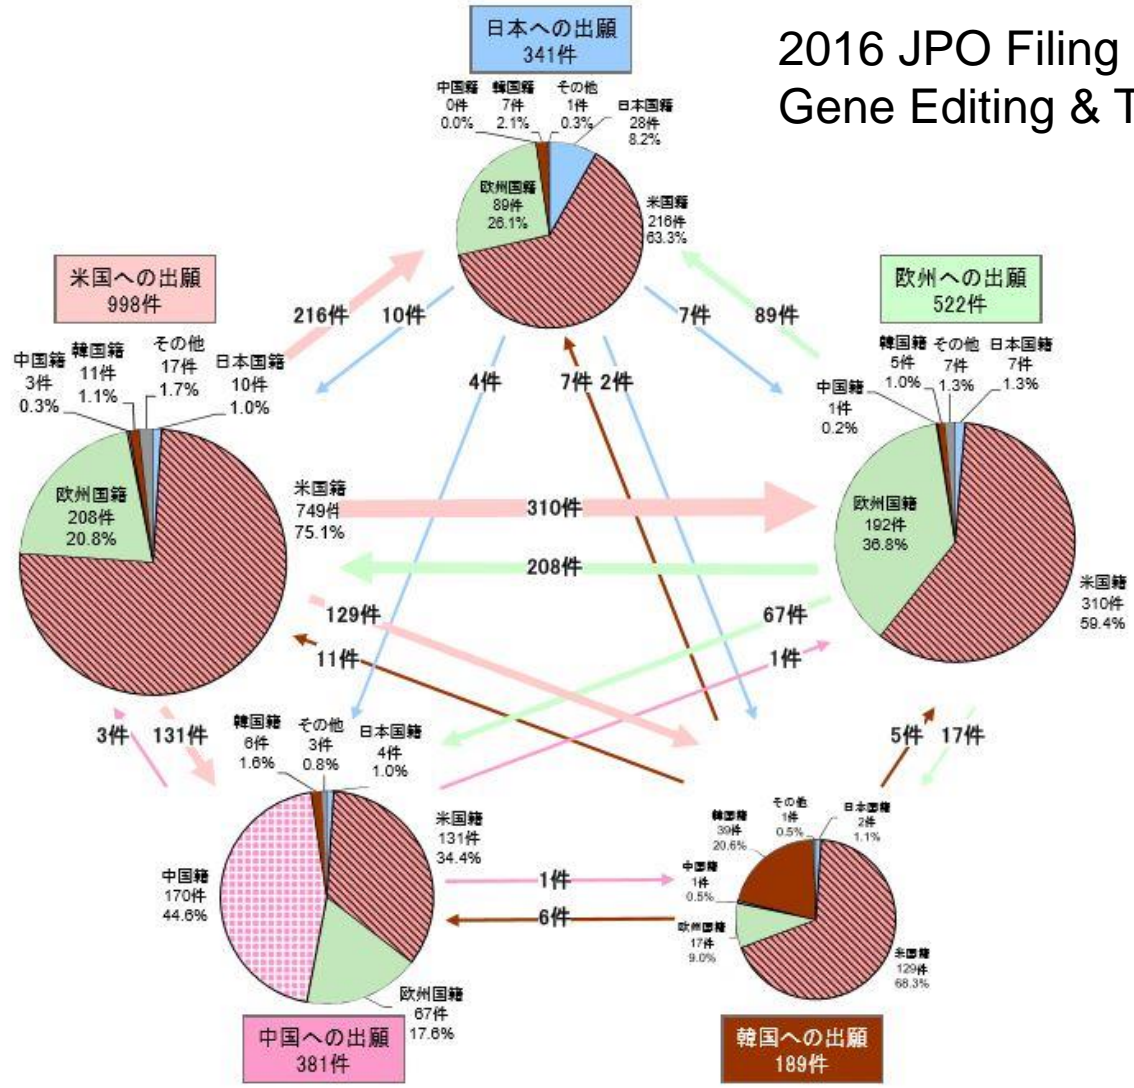 2016 JPO Filing
Gene Editing & T
日本への出願
341件
中国籍
0件
0.0%
韓国籍
7件
2.1%
その他
1件
0.3%
日本国籍
28件
8.2%
欧州国籍
89件
26.1%
米国籍
216件
63.3%
米国への出願
998件
中国籍
3件
0.3%
韓国籍
11件
1.1%
その他
17件
1.7%
日本国籍
10件
1.0%
欧州国籍
208件
20.8%
米国籍
749件
75.1%
欧州への出願
522件
中国籍
1件
0.2%
韓国籍
5件
1.0%
その他
7件
1.3%
日本国籍
7件
1.3%
欧州国籍
192件
36.8%
米国籍
310件
59.4%
216件
10件
7件
89件
4件
7件
2件
310件
208件
129件
67件
11件
1件
3件
131件
5件
17件
韓国籍
6件
1.6%
その他
3件
0.8%
日本国籍
4件
1.0%
米国籍
131件
34.4%
中国籍
170件
44.6%
欧州国籍
67件
17.6%
中国への出願
381件
1件
6件
その他
1件
0.5%
日本国籍
2件
1.1%
韓国籍
39件
20.6%
中国籍
1件
0.5%
欧州国籍
17件
9.0%
米国籍
129件
68.3%
韓国への出願
189件